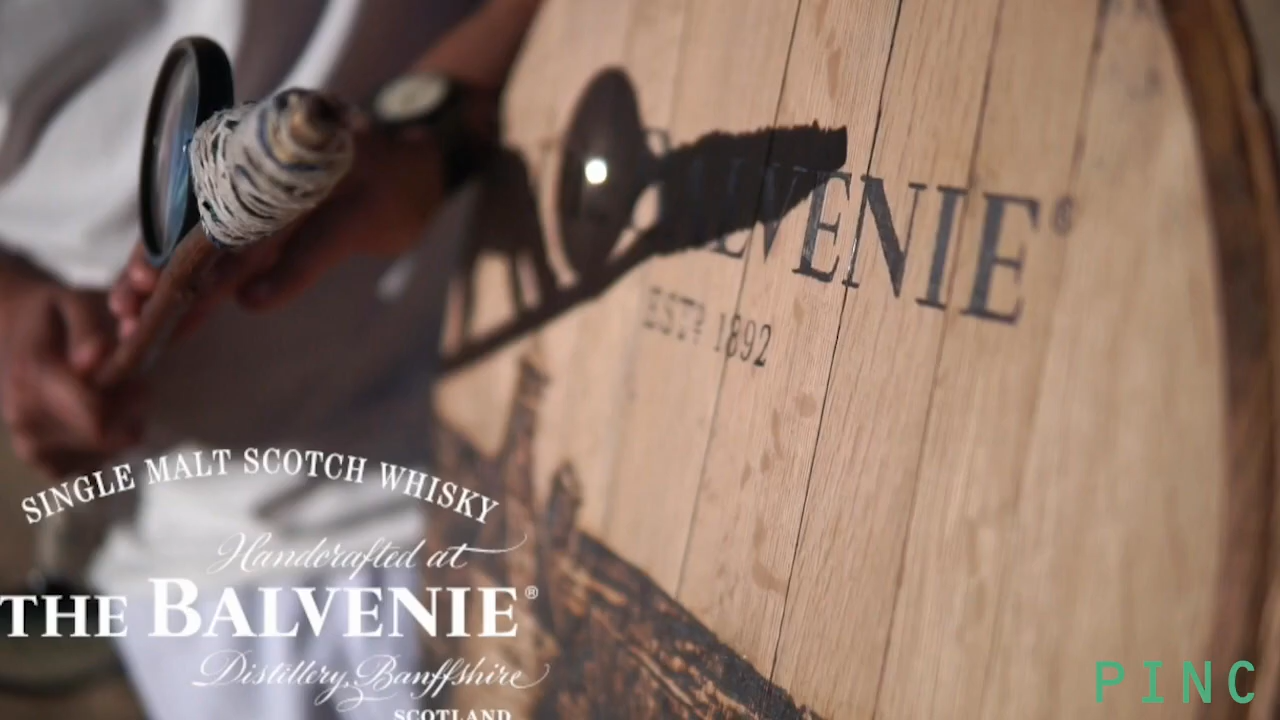 BALVENIE®
ESTD 1892
SINGLE MALT SCOTCH WHISKY
Handcrafted at
THE BALVENIE®
Distillery, Banffshire
SCOTLAND
PINC